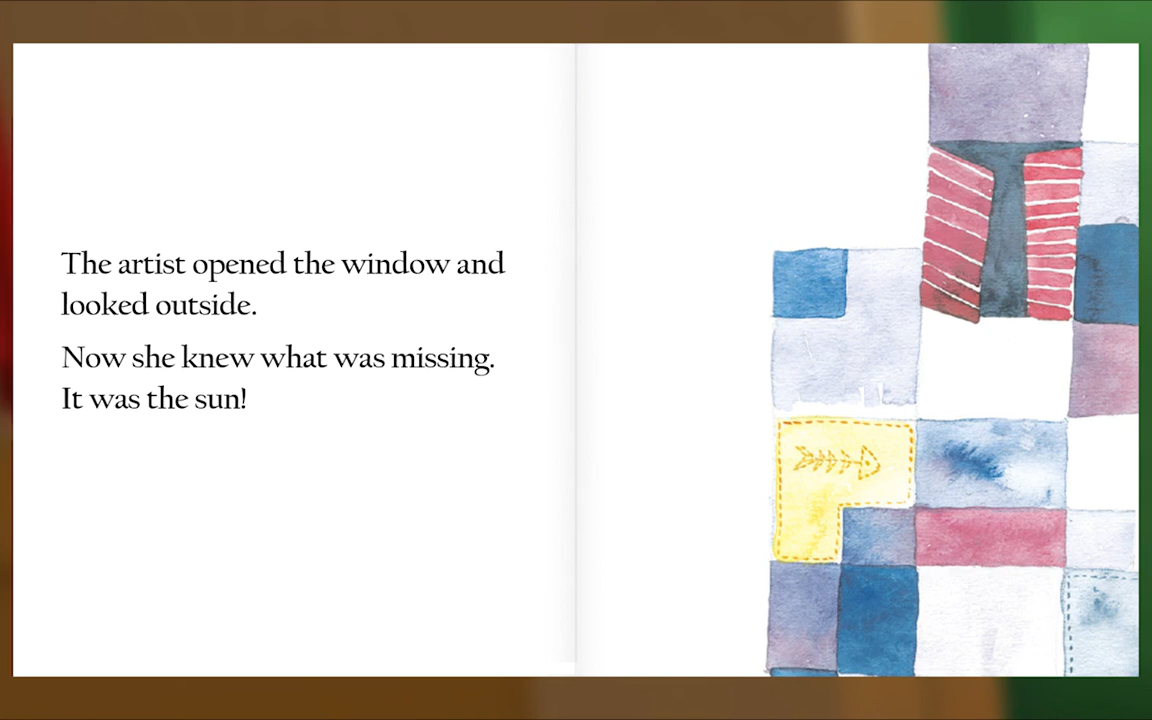 The artist opened the window and
looked outside.
Now she knew what was missing.
It was the sun!